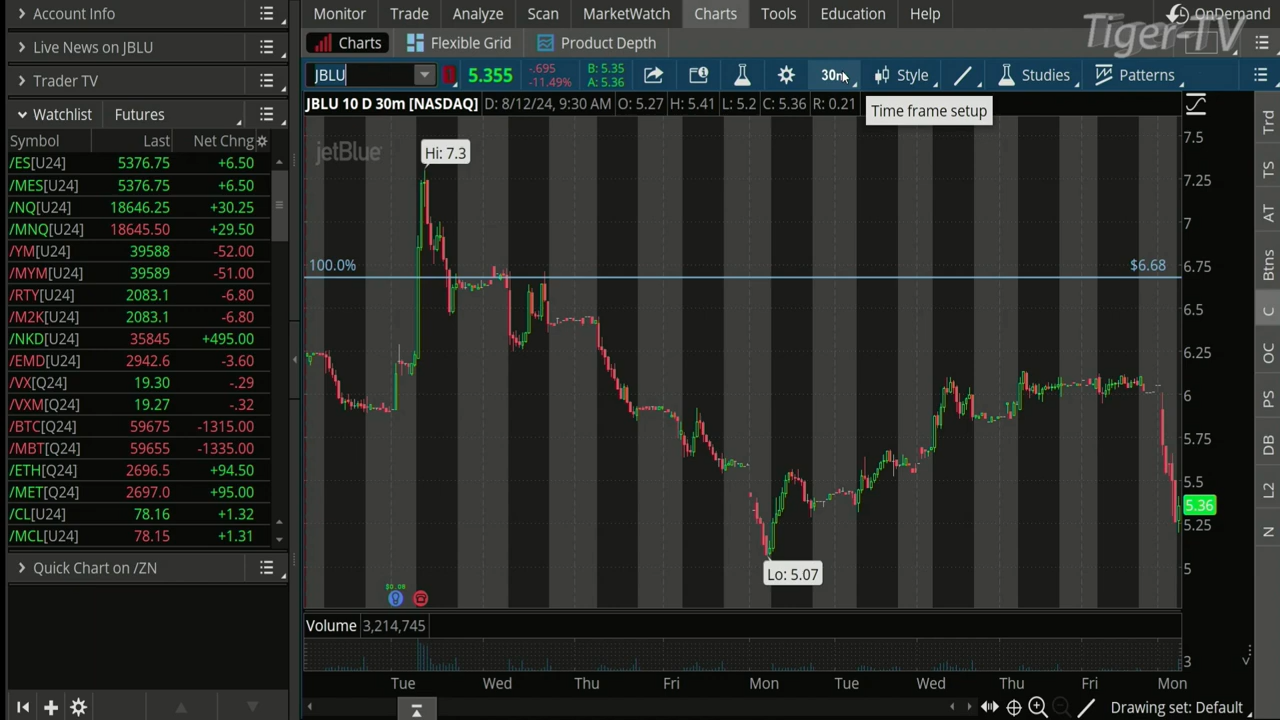 Account Info
Live News on JBLU
Trader TV
Watchlist Futures
Symbol Last Net Chng
/ES[U24] 5376.75 +6.50
/MES[U24] 5376.75 +6.50
/NQ[U24] 18646.25 +30.25
/MNQ[U24] 18645.50 +29.50
/YM[U24] 39588 -52.00
/MYM[U24] 39589 -51.00
/RTY[U24] 2083.1 -6.80
/M2K[U24] 2083.1 -6.80
/NKD[U24] 35845 +495.00
/EMD[U24] 2942.6 -3.60
/VX[Q24] 19.30 -.29
/VXM[Q24] 19.27 -.32
/BTC[Q24] 59675 -1315.00
/MBT[Q24] 59655 -1335.00
/ETH[Q24] 2696.5 +94.50
/MET[Q24] 2697.0 +95.00
/CL[U24] 78.16 +1.32
/MCL[U24] 78.15 +1.31
Quick Chart on /ZN
Monitor Trade Analyze Scan MarketWatch Charts Tools Education Help
OnDemand
Tiger-TV
Charts Flexible Grid Product Depth
JBLU 5.355 -.695 B: 5.35
-11.49% A: 5.36
30m Style Studies Patterns
JBLU 10 D 30m [NASDAQ] D: 8/12/24, 9:30 AM O: 5.27 H: 5.41 L: 5.2 C: 5.36 R: 0.21
Time frame setup
jetBlue
Hi: 7.3
100.0% $6.68
Lo: 5.07
$0.08
7.5
7.25
7
6.75
6.5
6.25
6
5.75
5.5
5.36
5.25
5
Volume 3,214,745
3
Tue Wed Thu Fri Mon Tue Wed Thu Fri Mon
Drawing set: Default
Trd
TS
AT
Btns
C
OC
PS
DB
L2
N